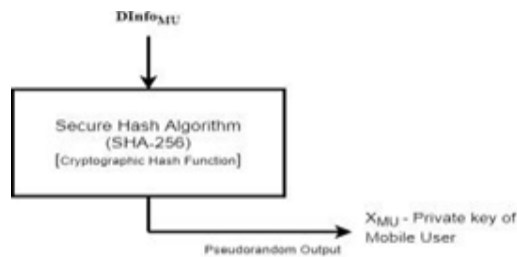 DInfoMU
Secure Hash Algorithm
(SHA-256)
[Cryptographic Hash Function]
XMU - Private key of
Mobile User
Pseudorandom Output